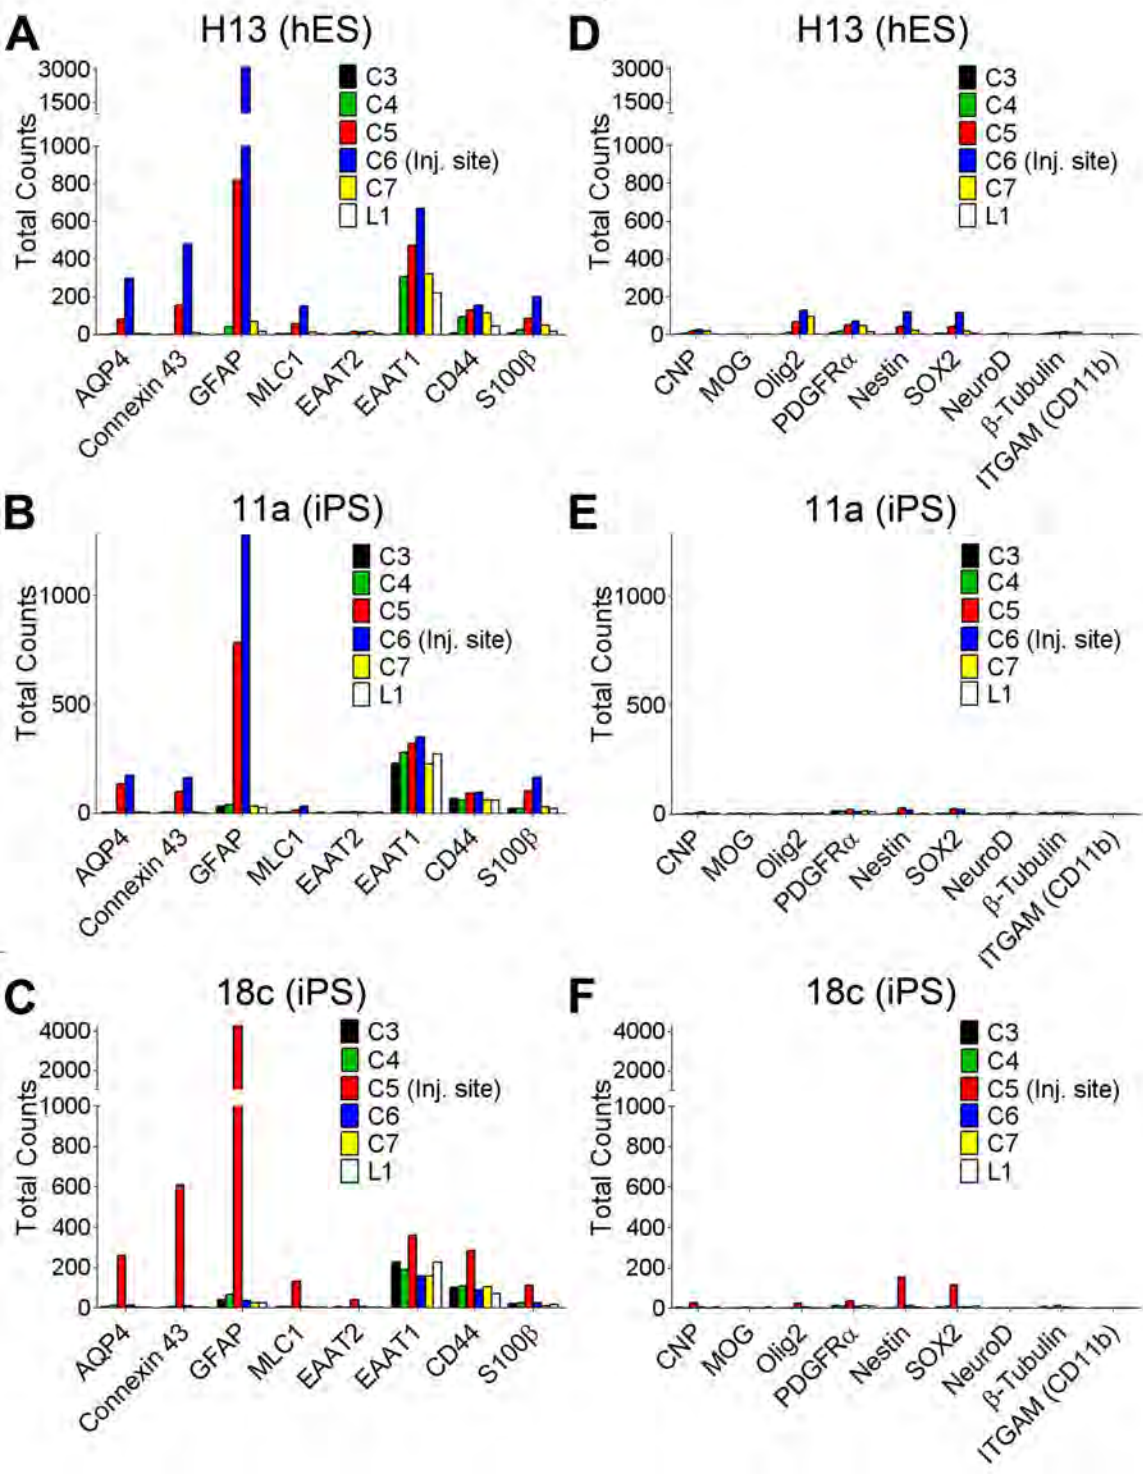 A
H13 (hES)
Total Counts
3000
1500
1000
800
600
400
200
0
C3
C4
C5
C6 (Inj. site)
C7
L1
AQP4
Connexin 43
GFAP
MLC1
EAAT2
EAAT1
CD44
S100β
D
H13 (hES)
Total Counts
3000
1500
1000
800
600
400
200
0
C3
C4
C5
C6 (Inj. site)
C7
L1
CNP
MOG
Olig2
PDGFRα
Nestin
SOX2
NeuroD
β-Tubulin
ITGAM (CD11b)
B
11a (iPS)
Total Counts
1000
500
0
C3
C4
C5
C6 (Inj. site)
C7
L1
AQP4
Connexin 43
GFAP
MLC1
EAAT2
EAAT1
CD44
S100β
E
11a (iPS)
Total Counts
1000
500
0
C3
C4
C5
C6 (Inj. site)
C7
L1
CNP
MOG
Olig2
PDGFRα
Nestin
SOX2
NeuroD
β-Tubulin
ITGAM (CD11b)
C
18c (iPS)
Total Counts
4000
2000
1000
800
600
400
200
0
C3
C4
C5 (Inj. site)
C6
C7
L1
AQP4
Connexin 43
GFAP
MLC1
EAAT2
EAAT1
CD44
S100β
F
18c (iPS)
Total Counts
4000
2000
1000
800
600
400
200
0
C3
C4
C5 (Inj. site)
C6
C7
L1
CNP
MOG
Olig2
PDGFRα
Nestin
SOX2
NeuroD
β-Tubulin
ITGAM (CD11b)